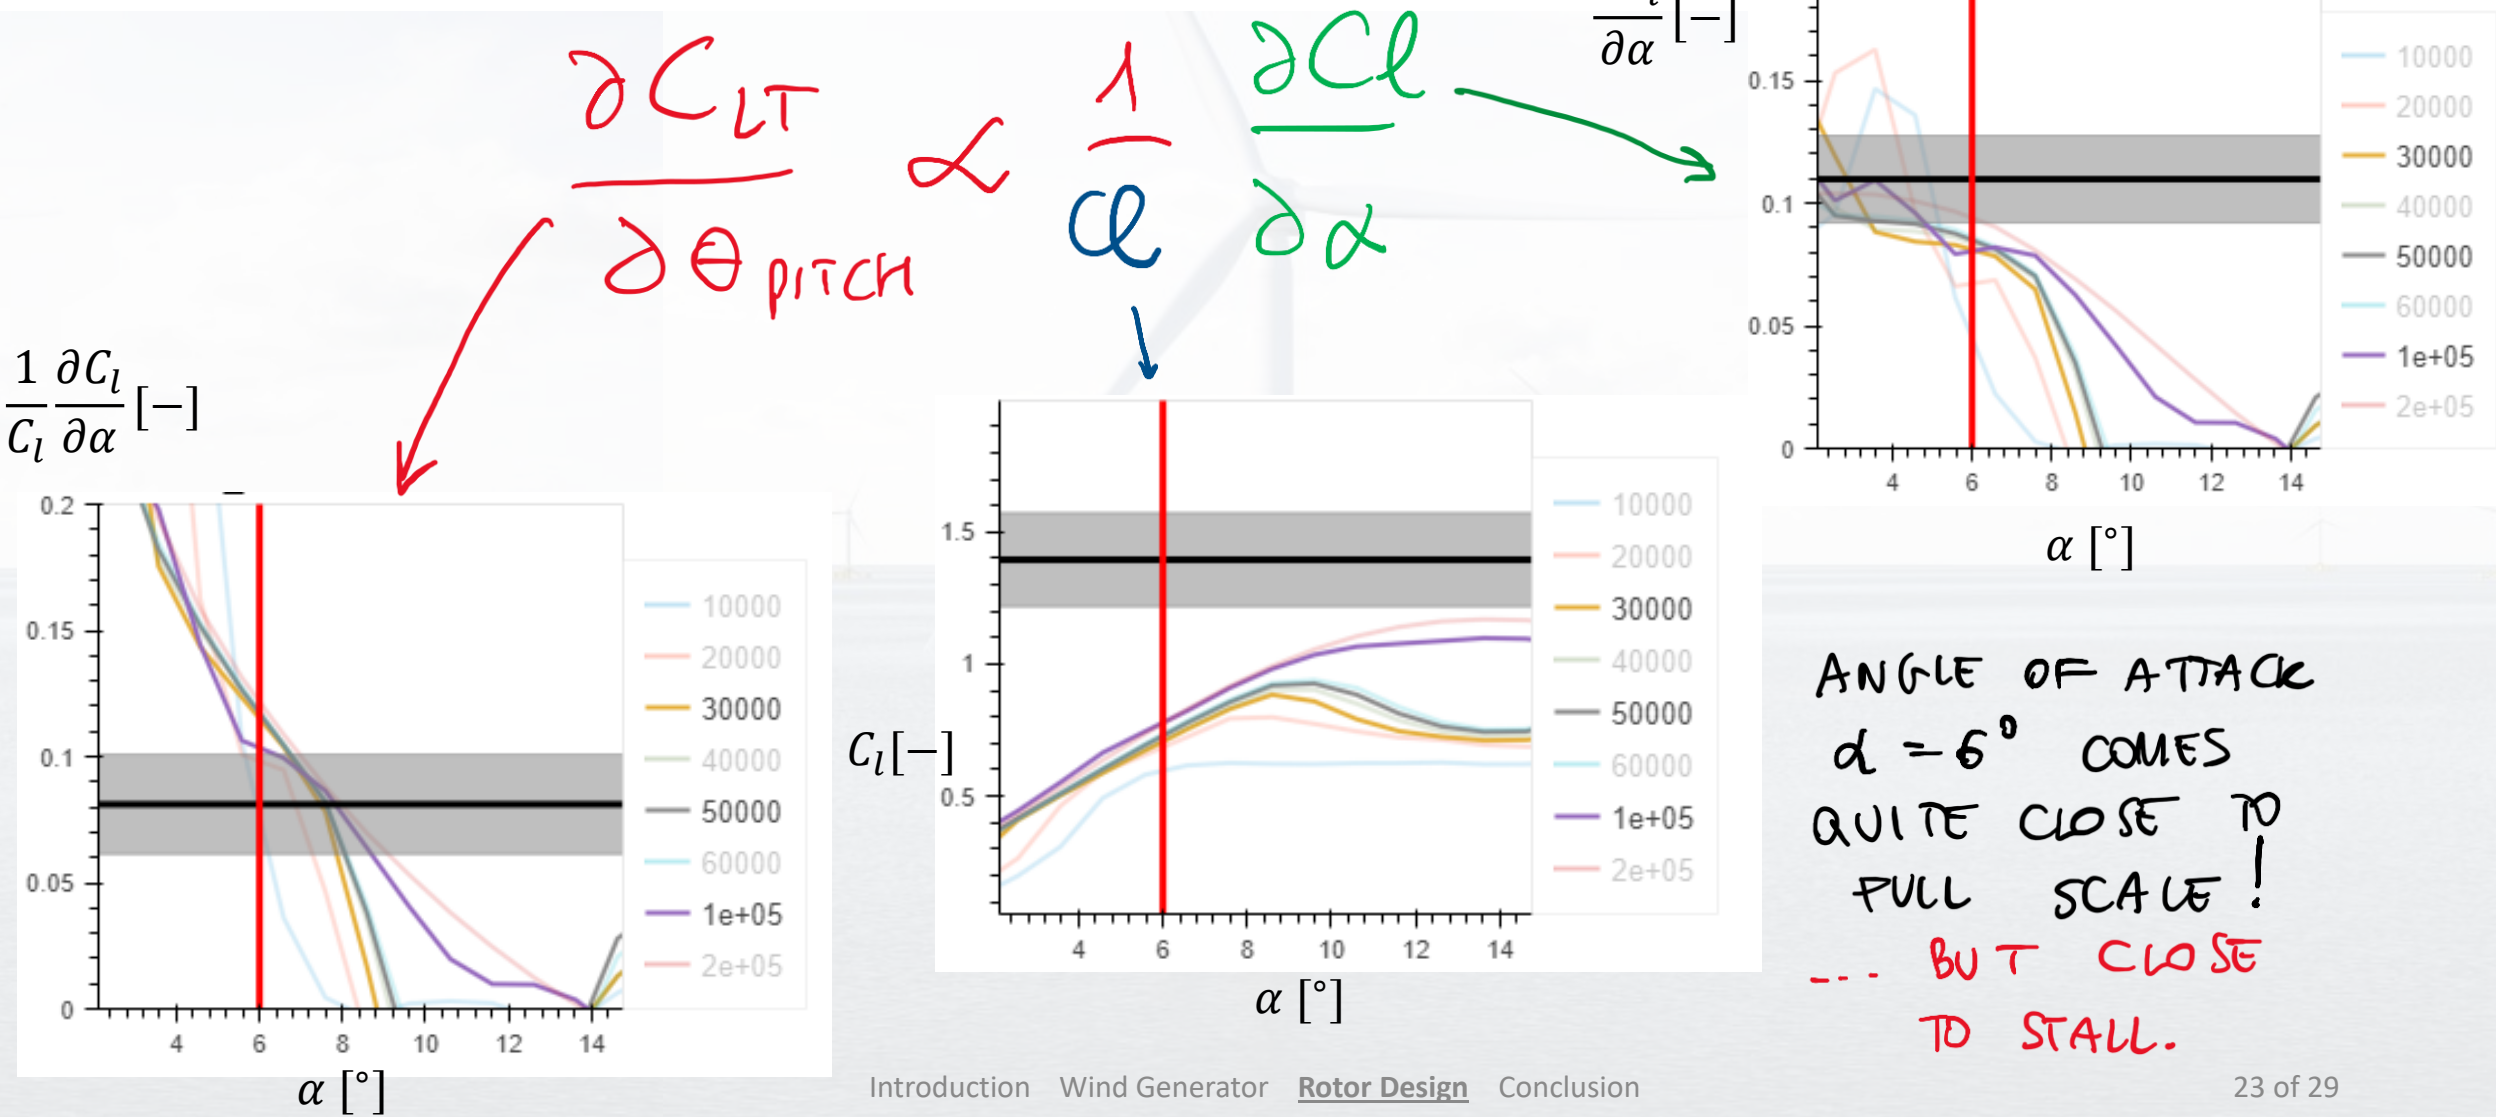 ∂C_LT / ∂θ_PITCH ∝ 1 / Cl ∂Cl / ∂α
1/C_l ∂C_l/∂α [−]
0.2
0.15
0.1
0.05
0
4 6 8 10 12 14
α [°]
10000
20000
30000
40000
50000
60000
1e+05
2e+05
C_l [−]
1.5
1
0.5
4 6 8 10 12 14
α [°]
10000
20000
30000
40000
50000
60000
1e+05
2e+05
∂α [−]
0.15
0.1
0.05
0
4 6 8 10 12 14
α [°]
10000
20000
30000
40000
50000
60000
1e+05
2e+05
ANGLE OF ATTACK
α = 6° COMES
QUITE CLOSE TO
FULL SCALE !
... BUT CLOSE
TO STALL.
Introduction Wind Generator Rotor Design Conclusion
23 of 29